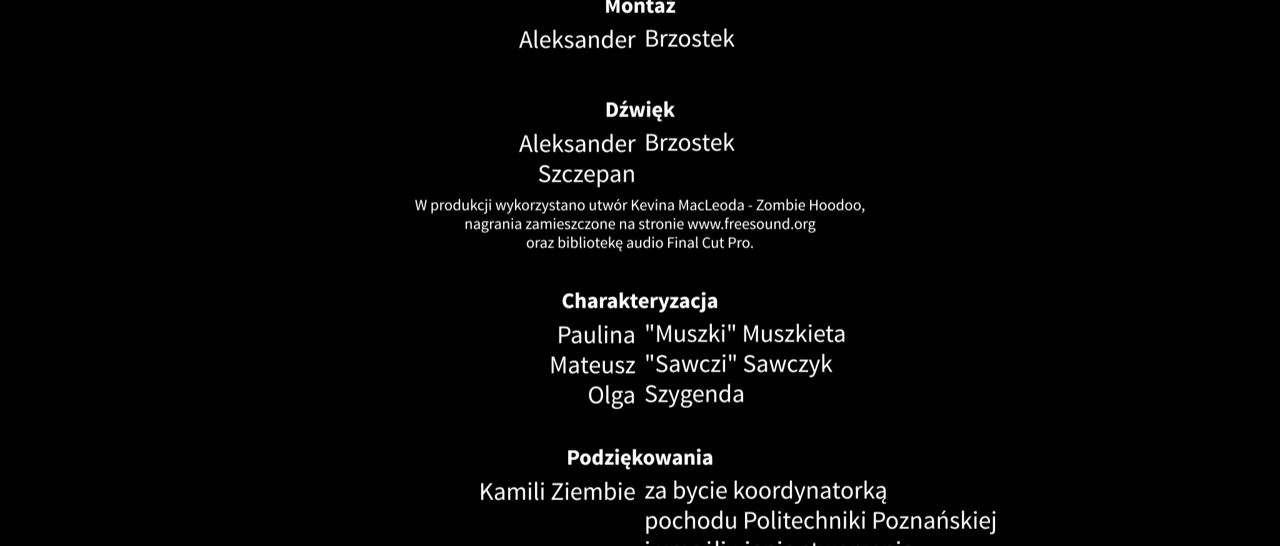 Montaż
Aleksander Brzostek
Dźwięk
Aleksander Brzostek
Szczepan
W produkcji wykorzystano utwór Kevina MacLeoda - Zombie Hoodoo,
nagrania zamieszczone na stronie www.freesound.org
oraz bibliotekę audio Final Cut Pro.
Charakteryzacja
Paulina "Muszki" Muszkieta
Mateusz "Sawczi" Sawczyk
Olga Szygenda
Podziękowania
Kamili Ziembie za bycie koordynatorką
pochodu Politechniki Poznańskiej